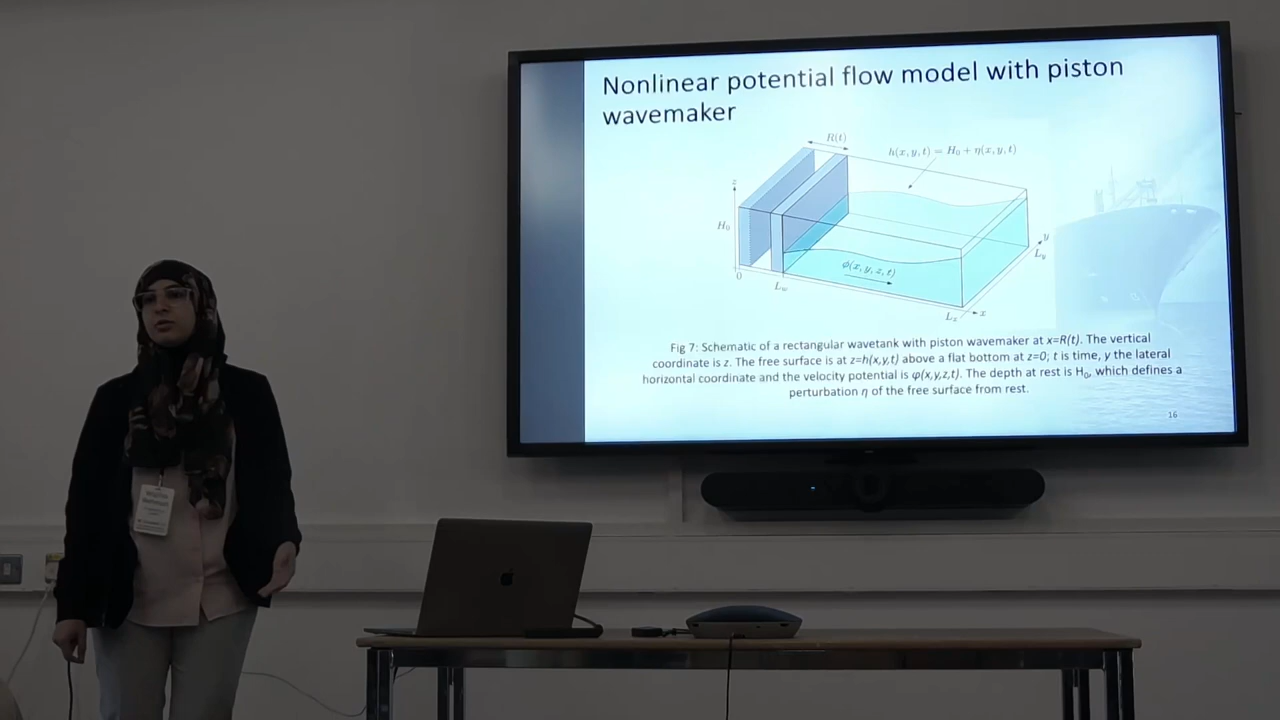 Nonlinear potential flow model with piston
wavemaker
R(t)
h(x, y, t) = H₀ + η(x, y, t)
z
H₀
y
L_y
φ(x, y, z, t)
0
L_w
L_x
x
Fig 7: Schematic of a rectangular wavetank with piston wavemaker at x=R(t). The vertical
coordinate is z. The free surface is at z=h(x,y,t) above a flat bottom at z=0; t is time, y the lateral
horizontal coordinate and the velocity potential is φ(x,y,z,t). The depth at rest is H₀, which defines a
perturbation η of the free surface from rest.
16